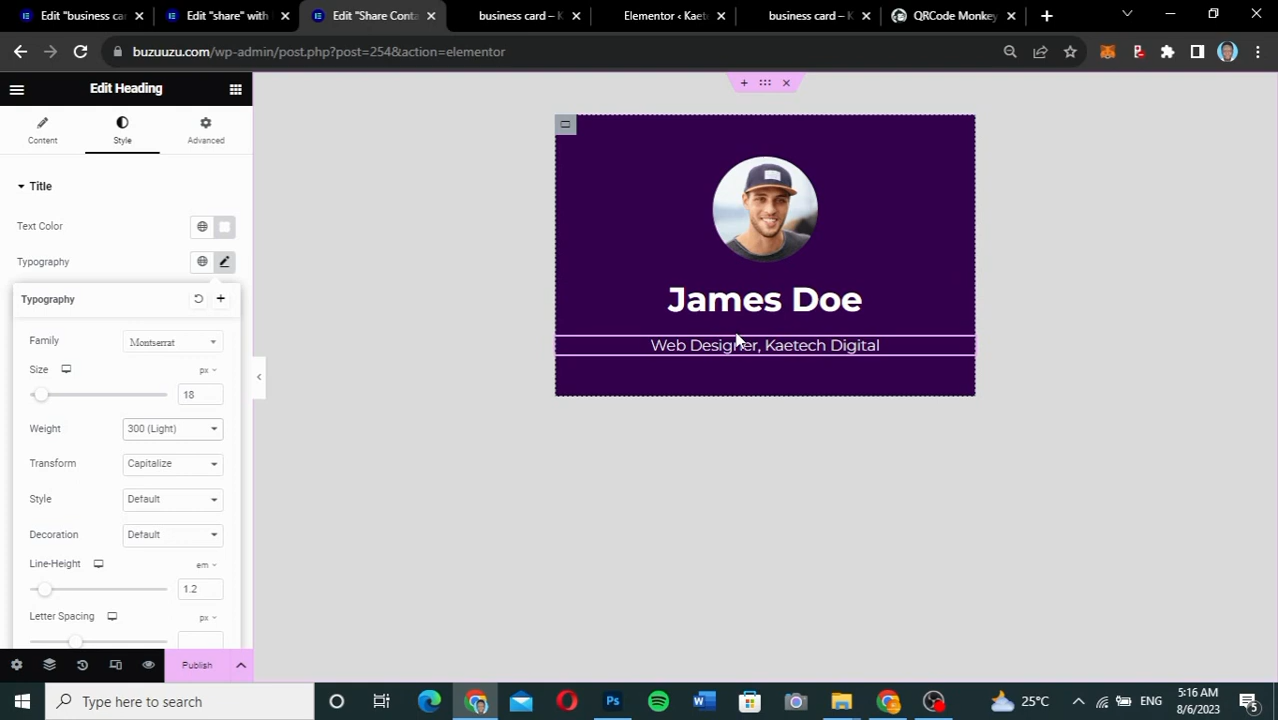 Edit "business car
Edit "share" with
Edit "Share Conta
business card – K
Elementor ‹ Kaete
business card – K
QRCode Monkey
buzuuzu.com/wp-admin/post.php?post=254&action=elementor
Edit Heading
Content
Style
Advanced
Title
Text Color
Typography
Typography
Family
Montserrat
Size
px
18
Weight
300 (Light)
Transform
Capitalize
Style
Default
Decoration
Default
Line-Height
em
1.2
Letter Spacing
px
Publish
James Doe
Web Designer, Kaetech Digital
Type here to search
25°C
ENG
5:16 AM
8/6/2023
5